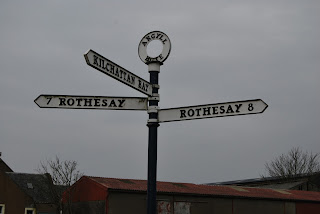 ARGYLL
KILCHATTAN BAY
7 ROTHESAY
ROTHESAY 8